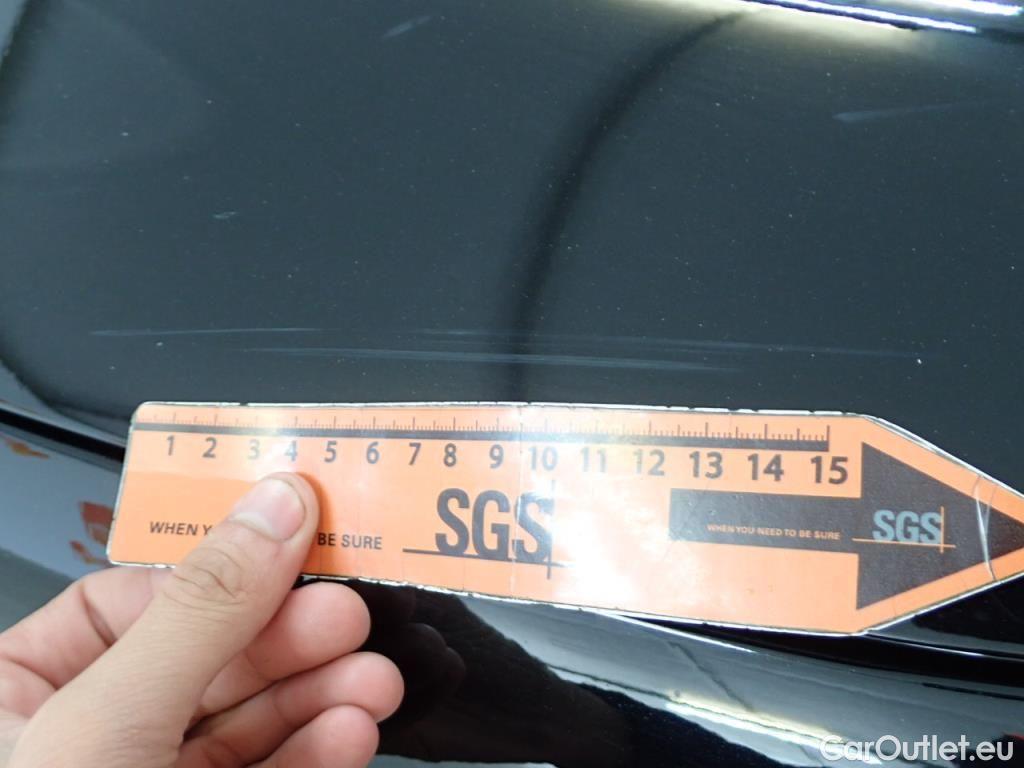 1 2 3 4 5 6 7 8 9 10 11 12 13 14 15
SGS
WHEN YOU NEED TO BE SURE
SGS
WHEN Y BE SURE
CarOutlet.eu